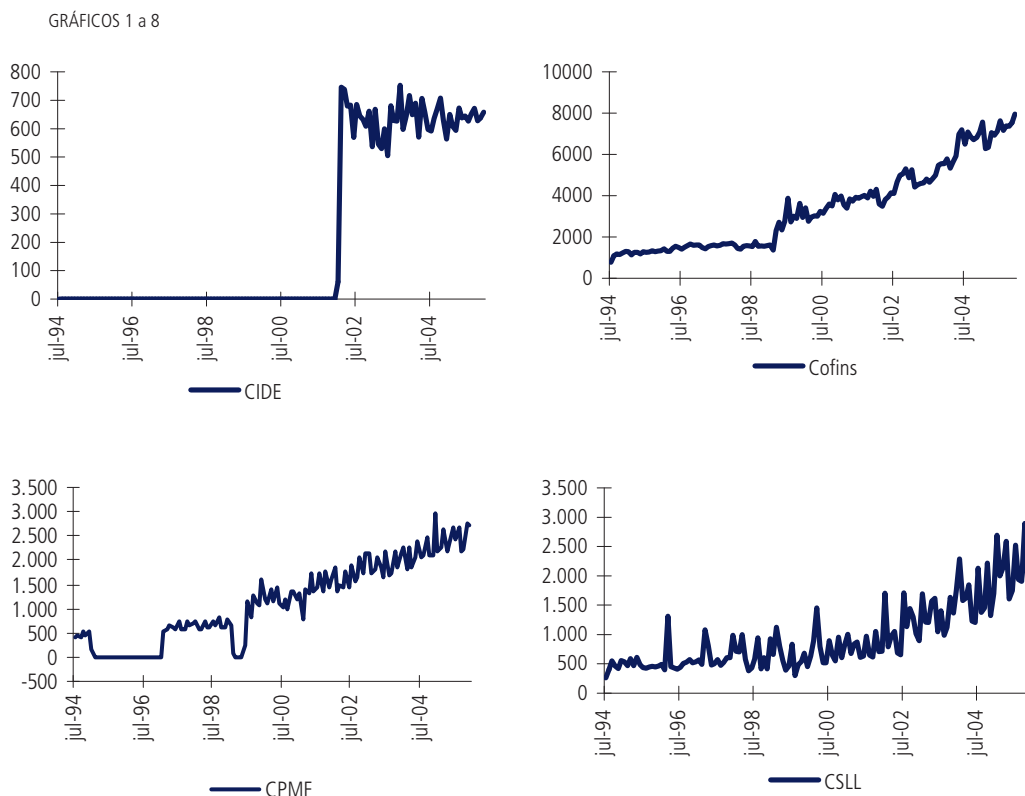 GRÁFICOS 1 a 8
800
700
600
500
400
300
200
100
0
jul-94
jul-96
jul-98
jul-00
jul-02
jul-04
CIDE
10000
8000
6000
4000
2000
0
jul-94
jul-96
jul-98
jul-00
jul-02
jul-04
Cofins
3.500
3.000
2.500
2.000
1.500
1.000
500
0
-500
jul-94
jul-96
jul-98
jul-00
jul-02
jul-04
CPMF
3.500
3.000
2.500
2.000
1.500
1.000
500
0
jul-94
jul-96
jul-98
jul-00
jul-02
jul-04
CSLL